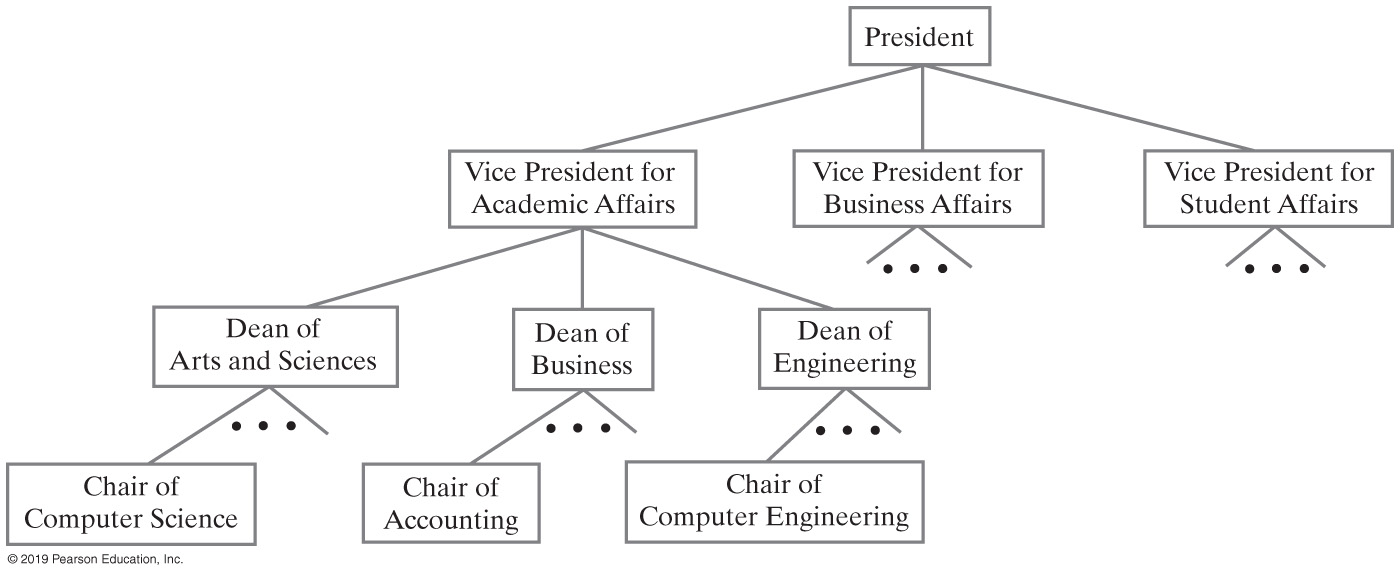 President
Vice President for
Academic Affairs
Vice President for
Business Affairs
Vice President for
Student Affairs
Dean of
Arts and Sciences
Dean of
Business
Dean of
Engineering
Chair of
Computer Science
Chair of
Accounting
Chair of
Computer Engineering
© 2019 Pearson Education, Inc.